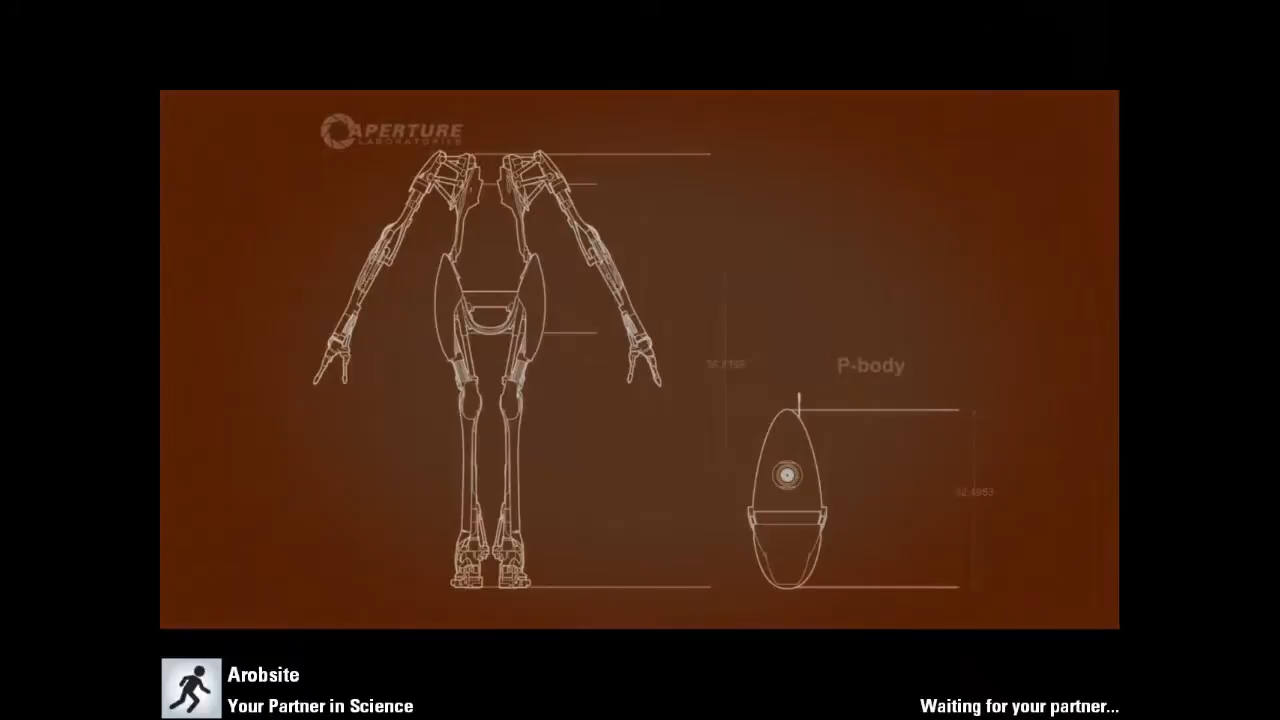 APERTURE
LABORATORIES
P-body
Arobsite
Your Partner in Science
Waiting for your partner...